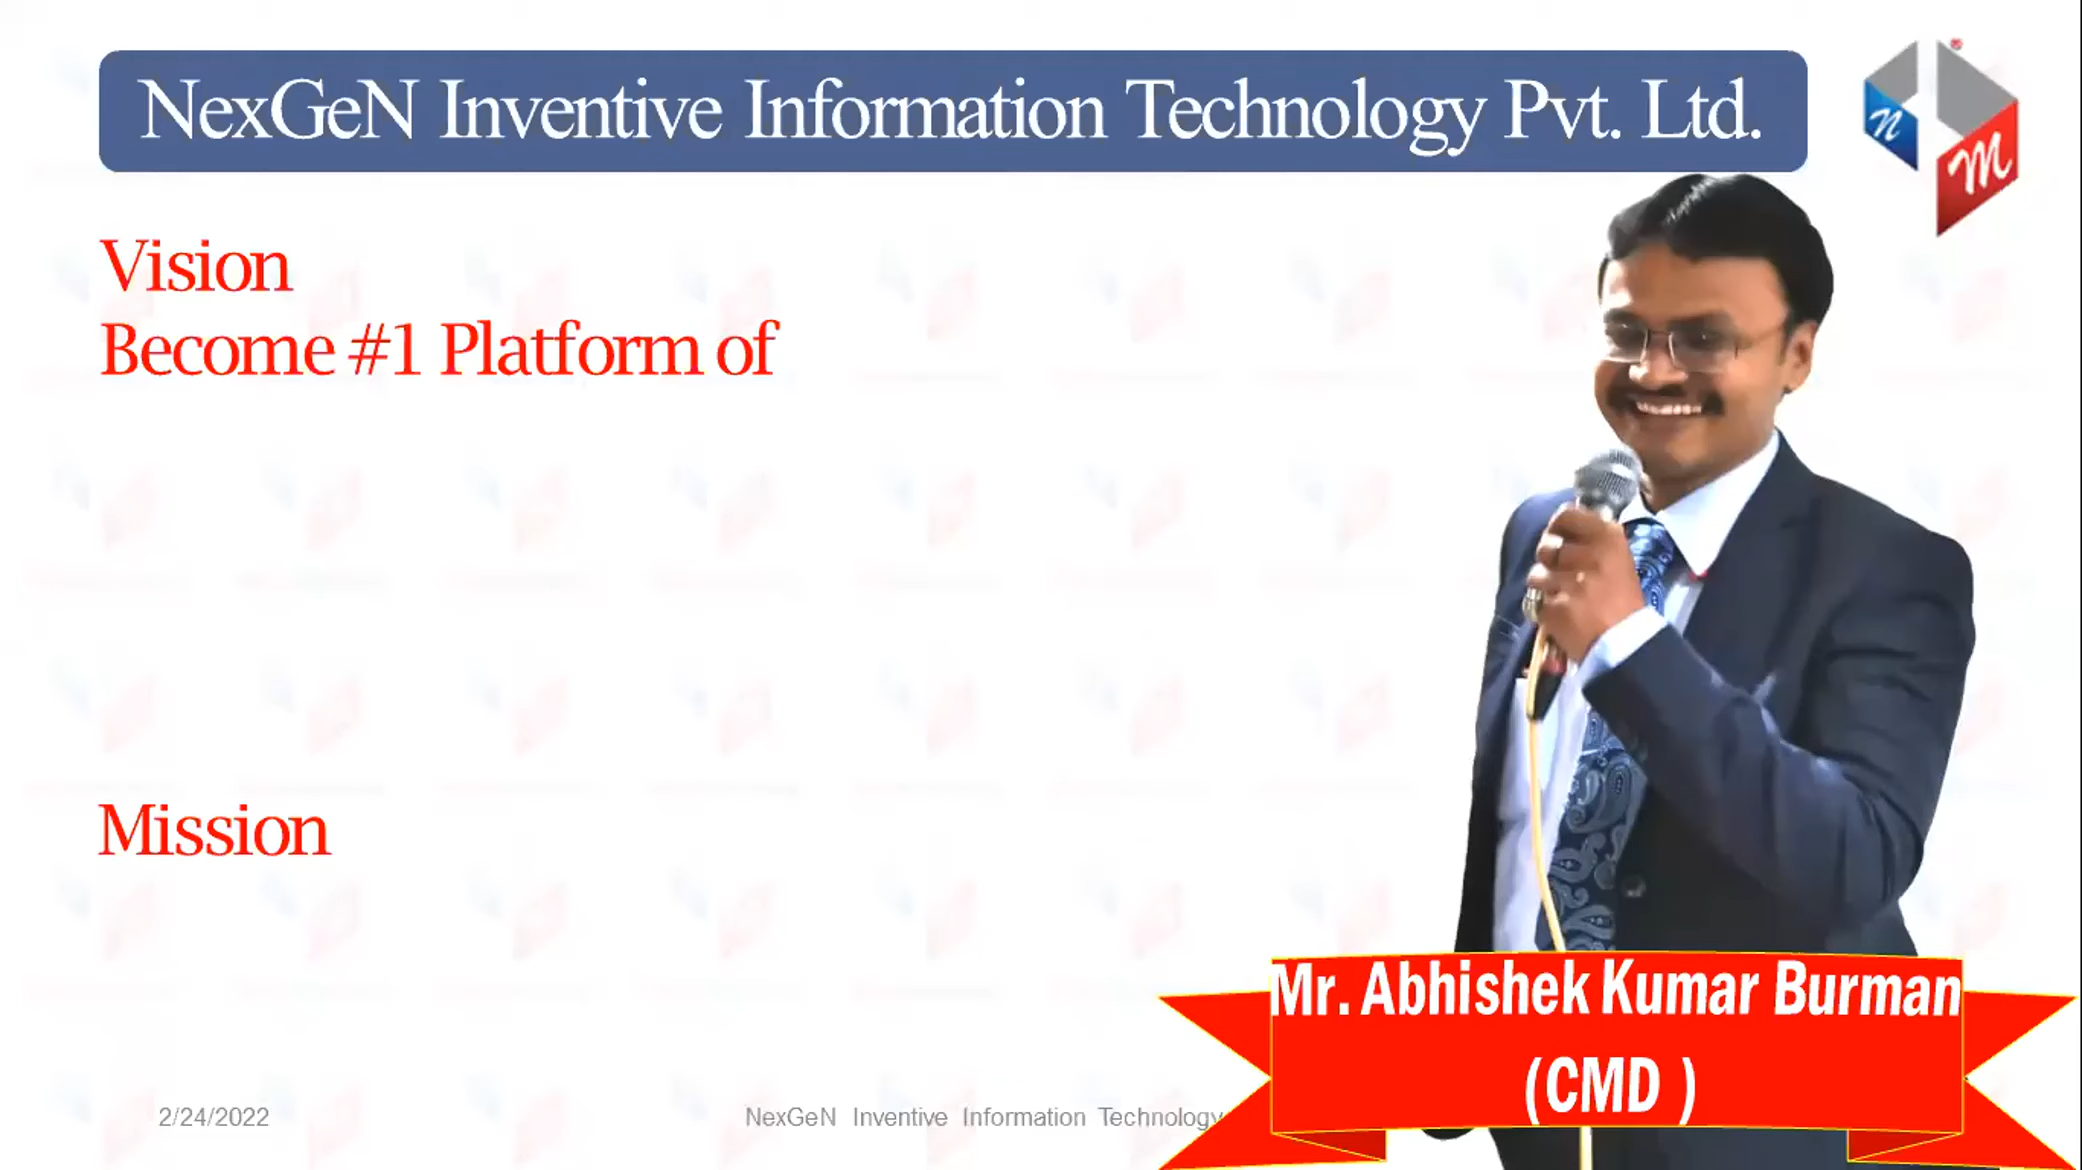 NexGeN Inventive Information Technology Pvt. Ltd.
n
m
Vision
Become #1 Platform of
Mission
Mr. Abhishek Kumar Burman
(CMD )
2/24/2022
NexGeN Inventive Information Technology